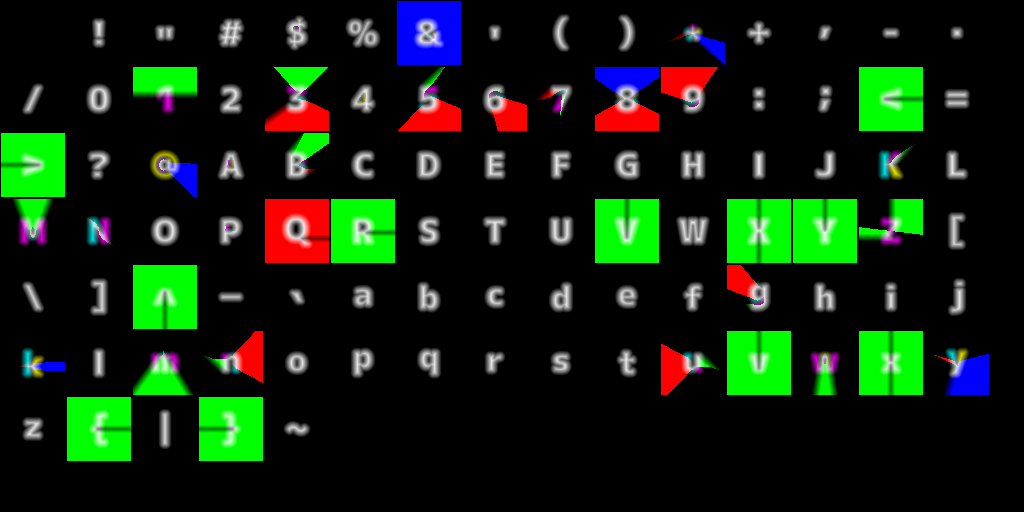 ! " # $ % & ' ( ) * + , - .
/ 0 1 2 3 4 5 6 7 8 9 : ; < =
> ? @ A B C D E F G H I J K L
M N O P Q R S T U V W X Y Z [
\ ] ^ _ ` a b c d e f g h i j
k l m n o p q r s t u v w x y
z { | } ~